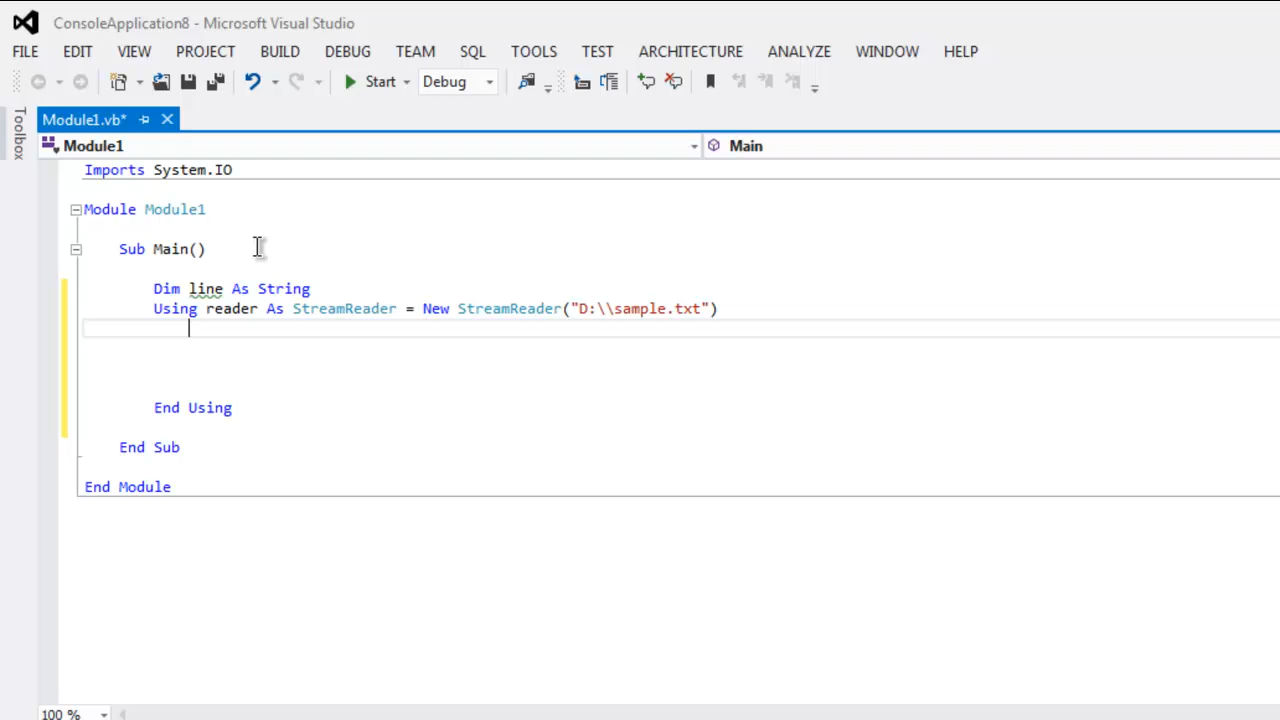 ConsoleApplication8 - Microsoft Visual Studio
FILE EDIT VIEW PROJECT BUILD DEBUG TEAM SQL TOOLS TEST ARCHITECTURE ANALYZE WINDOW HELP
Start Debug
Toolbox
Module1.vb*
Module1 Main
Imports System.IO
Module Module1
Sub Main()
Dim line As String
Using reader As StreamReader = New StreamReader("D:\\sample.txt")
End Using
End Sub
End Module
100 %